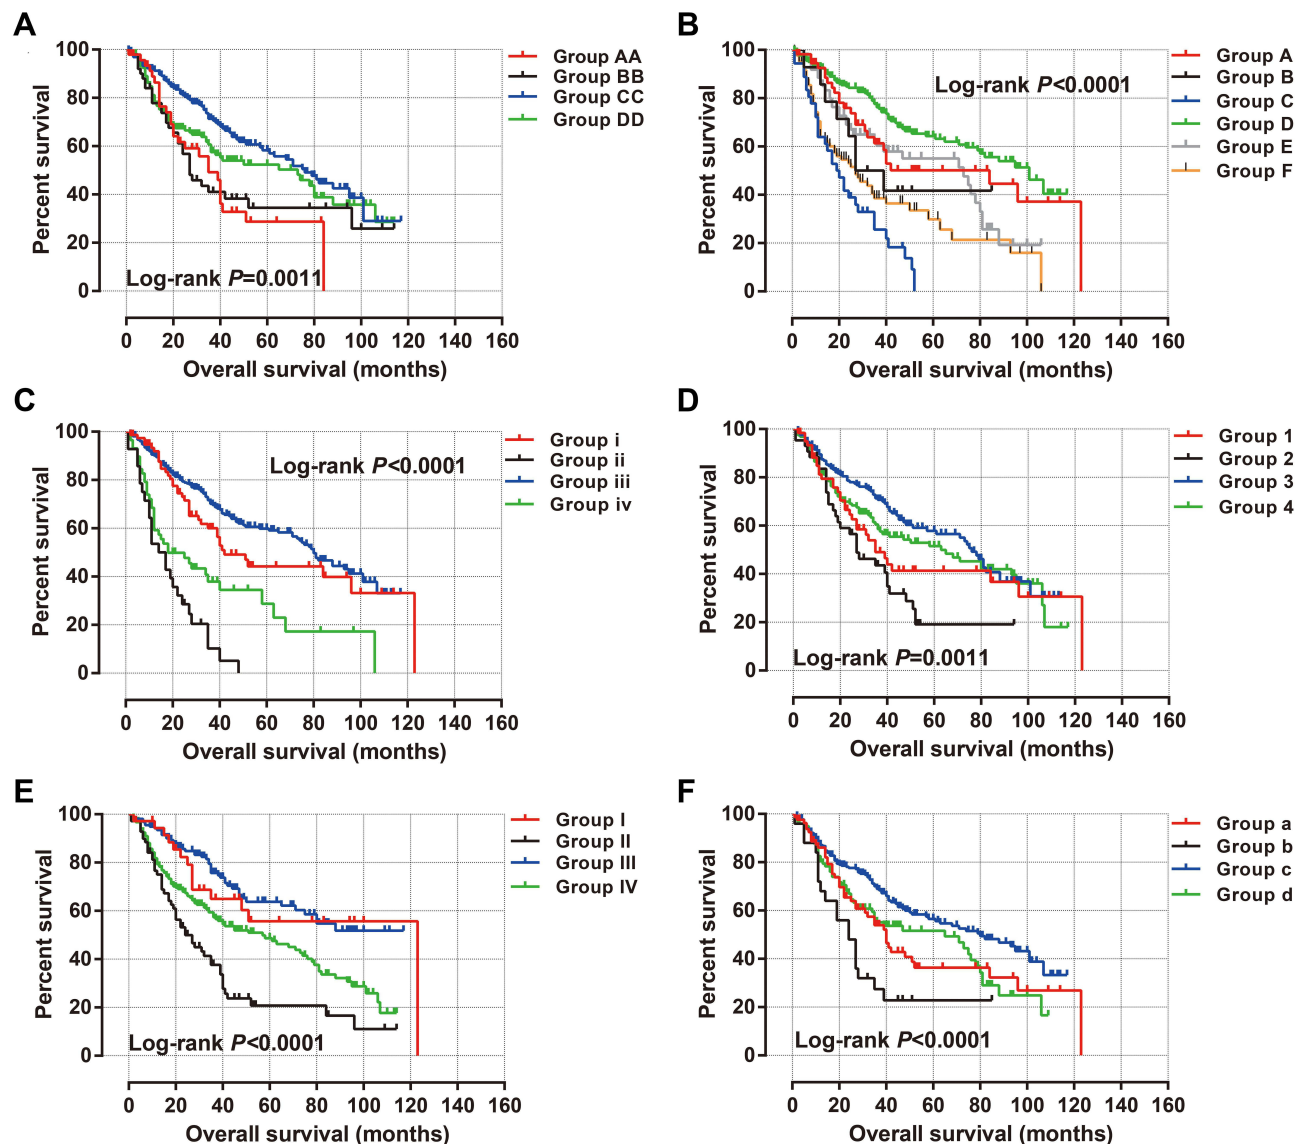 A
Percent survival
100
80
60
40
20
0
Group AA
Group BB
Group CC
Group DD
Log-rank P=0.0011
0 20 40 60 80 100 120 140 160
Overall survival (months)
B
Percent survival
100
80
60
40
20
0
Log-rank P<0.0001
Group A
Group B
Group C
Group D
Group E
Group F
0 20 40 60 80 100 120 140 160
Overall survival (months)
C
Percent survival
100
80
60
40
20
0
Log-rank P<0.0001
Group i
Group ii
Group iii
Group iv
0 20 40 60 80 100 120 140 160
Overall survival (months)
D
Percent survival
100
80
60
40
20
0
Group 1
Group 2
Group 3
Group 4
Log-rank P=0.0011
0 20 40 60 80 100 120 140 160
Overall survival (months)
E
Percent survival
100
80
60
40
20
0
Group I
Group II
Group III
Group IV
Log-rank P<0.0001
0 20 40 60 80 100 120 140 160
Overall survival (months)
F
Percent survival
100
80
60
40
20
0
Group a
Group b
Group c
Group d
Log-rank P<0.0001
0 20 40 60 80 100 120 140 160
Overall survival (months)